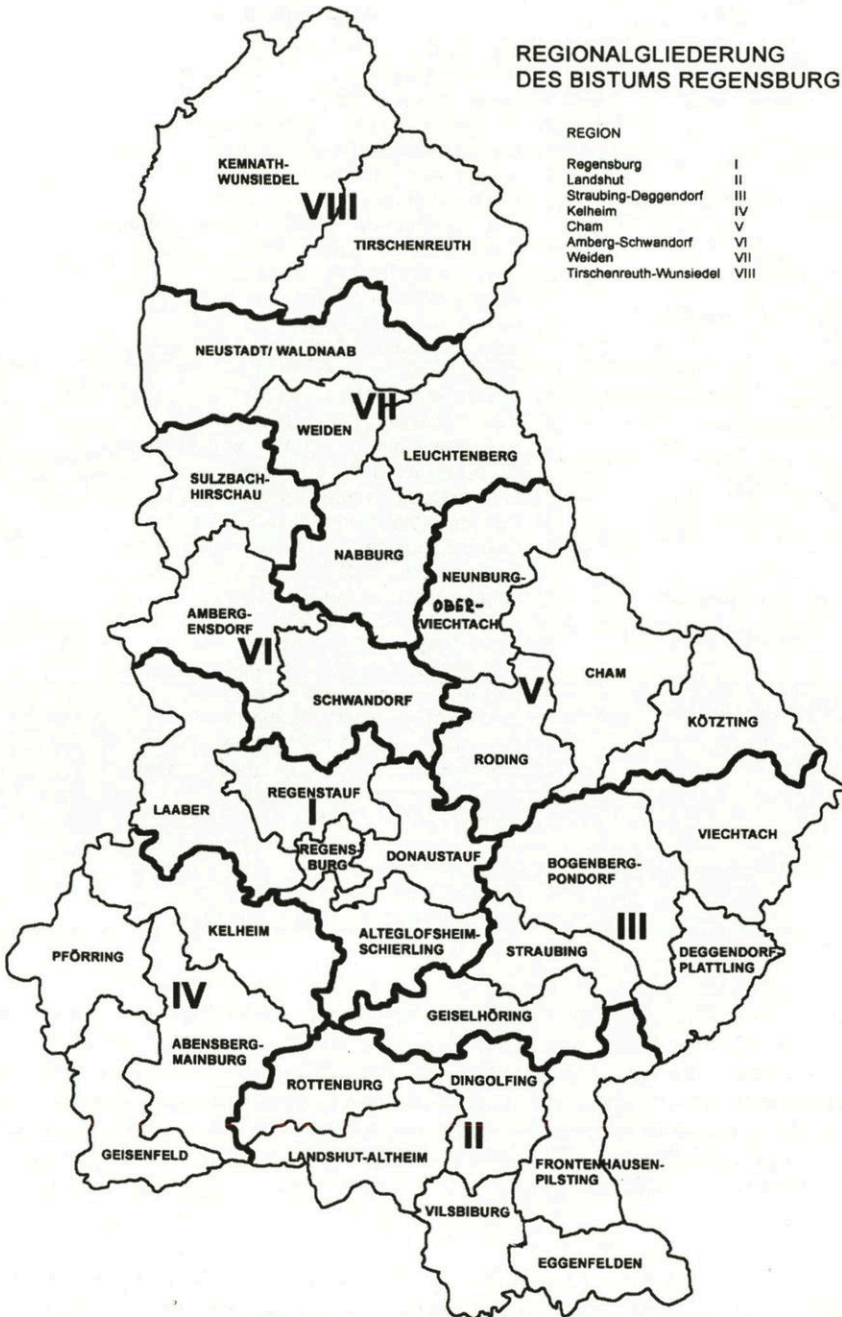 REGIONALGLIEDERUNG
DES BISTUMS REGENSBURG
REGION
Regensburg I
Landshut II
Straubing-Deggendorf III
Kelheim IV
Cham V
Amberg-Schwandorf VI
Weiden VII
Tirschenreuth-Wunsiedel VIII
KEMNATH-
WUNSIEDEL
VIII
TIRSCHENREUTH
NEUSTADT/ WALDNAAB
VII
WEIDEN
LEUCHTENBERG
SULZBACH-
HIRSCHAU
NABBURG
NEUNBURG-
OBER-
VIECHTACH
AMBERG-
ENSDORF
VI
SCHWANDORF
V
CHAM
KÖTZTING
RODING
LAABER
REGENSTAUF
I
REGENS-
BURG
DONAUSTAUF
BOGENBERG-
PONDORF
VIECHTACH
III
KELHEIM
ALTEGLOFSHEIM-
SCHIERLING
STRAUBING
DEGGENDORF-
PLATTLING
PFÖRRING
IV
GEISELHÖRING
ABENSBERG-
MAINBURG
ROTTENBURG
DINGOLFING
II
GEISENFELD
LANDSHUT-ALTHEIM
FRONTENHAUSEN-
PILSTING
VILSBIBURG
EGGENFELDEN